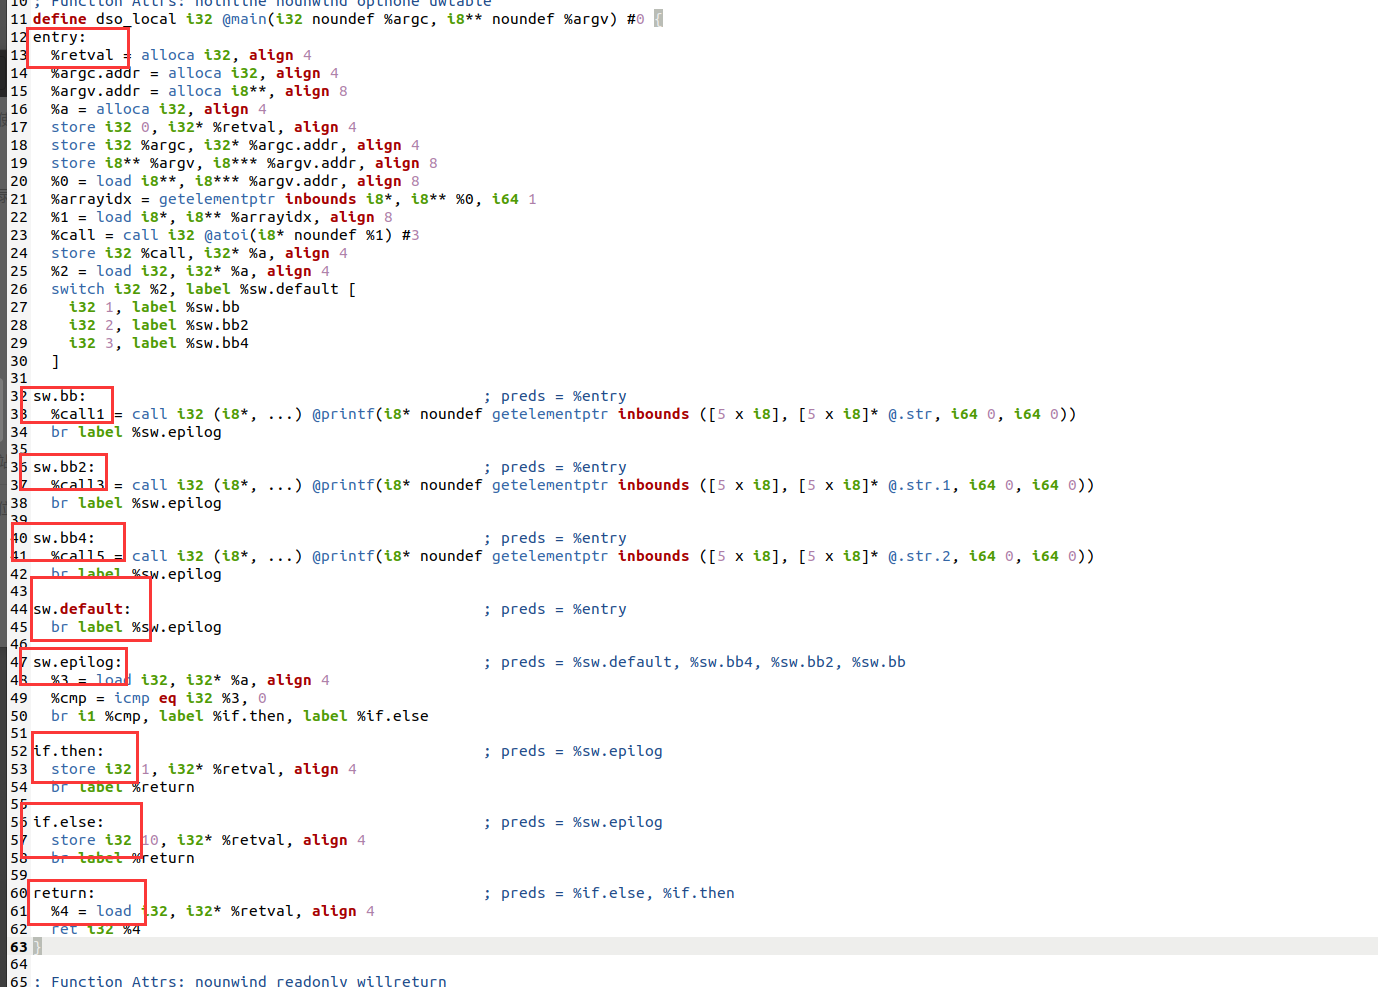 10 ; Function Attrs: noinline nounwind optnone uwtable
11 define dso_local i32 @main(i32 noundef %argc, i8** noundef %argv) #0 {
12 entry:
13   %retval = alloca i32, align 4
14   %argc.addr = alloca i32, align 4
15   %argv.addr = alloca i8**, align 8
16   %a = alloca i32, align 4
17   store i32 0, i32* %retval, align 4
18   store i32 %argc, i32* %argc.addr, align 4
19   store i8** %argv, i8*** %argv.addr, align 8
20   %0 = load i8**, i8*** %argv.addr, align 8
21   %arrayidx = getelementptr inbounds i8*, i8** %0, i64 1
22   %1 = load i8*, i8** %arrayidx, align 8
23   %call = call i32 @atoi(i8* noundef %1) #3
24   store i32 %call, i32* %a, align 4
25   %2 = load i32, i32* %a, align 4
26   switch i32 %2, label %sw.default [
27     i32 1, label %sw.bb
28     i32 2, label %sw.bb2
29     i32 3, label %sw.bb4
30   ]
31
32 sw.bb:                                            ; preds = %entry
33   %call1 = call i32 (i8*, ...) @printf(i8* noundef getelementptr inbounds ([5 x i8], [5 x i8]* @.str, i64 0, i64 0))
34   br label %sw.epilog
35
36 sw.bb2:                                           ; preds = %entry
37   %call3 = call i32 (i8*, ...) @printf(i8* noundef getelementptr inbounds ([5 x i8], [5 x i8]* @.str.1, i64 0, i64 0))
38   br label %sw.epilog
39
40 sw.bb4:                                           ; preds = %entry
41   %call5 = call i32 (i8*, ...) @printf(i8* noundef getelementptr inbounds ([5 x i8], [5 x i8]* @.str.2, i64 0, i64 0))
42   br label %sw.epilog
43
44 sw.default:                                       ; preds = %entry
45   br label %sw.epilog
46
47 sw.epilog:                                        ; preds = %sw.default, %sw.bb4, %sw.bb2, %sw.bb
48   %3 = load i32, i32* %a, align 4
49   %cmp = icmp eq i32 %3, 0
50   br i1 %cmp, label %if.then, label %if.else
51
52 if.then:                                          ; preds = %sw.epilog
53   store i32 1, i32* %retval, align 4
54   br label %return
55
56 if.else:                                          ; preds = %sw.epilog
57   store i32 10, i32* %retval, align 4
58   br label %return
59
60 return:                                           ; preds = %if.else, %if.then
61   %4 = load i32, i32* %retval, align 4
62   ret i32 %4
63 }
64
65 ; Function Attrs: nounwind readonly willreturn